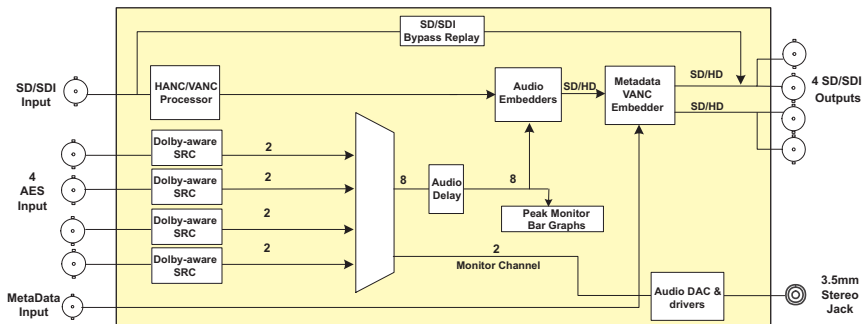 SD/SDI
Bypass Replay
SD/SDI
Input
HANC/VANC
Processor
Audio
Embedders
SD/HD
Metadata
VANC
Embedder
SD/HD
SD/HD
4 SD/SDI
Outputs
4
AES
Input
Dolby-aware
SRC
2
Dolby-aware
SRC
2
Dolby-aware
SRC
2
Dolby-aware
SRC
2
8
Audio
Delay
8
Peak Monitor
Bar Graphs
2
Monitor Channel
MetaData
Input
Audio DAC &
drivers
3.5mm
Stereo
Jack